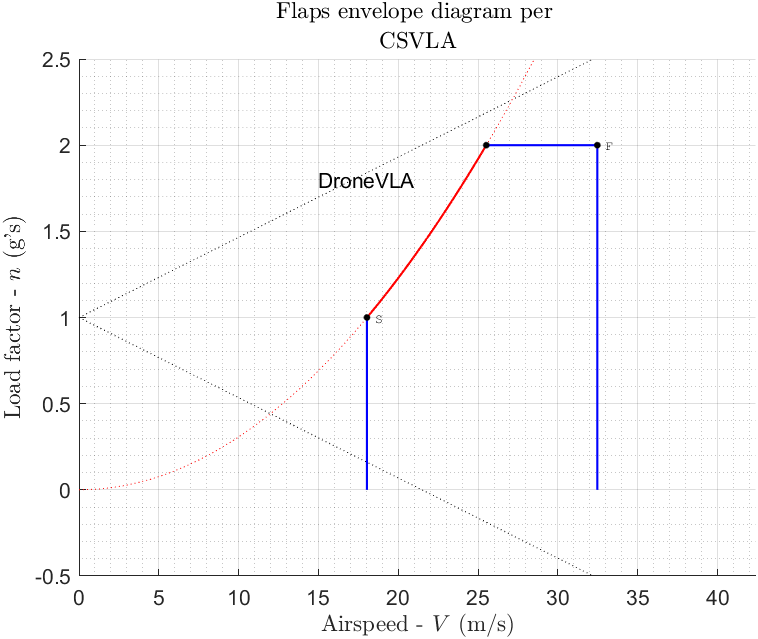 Flaps envelope diagram per
CSVLA
2.5
2
F
DroneVLA
1.5
1
S
0.5
0
-0.5
0 5 10 15 20 25 30 35 40
Load factor - n (g's)
Airspeed - V (m/s)